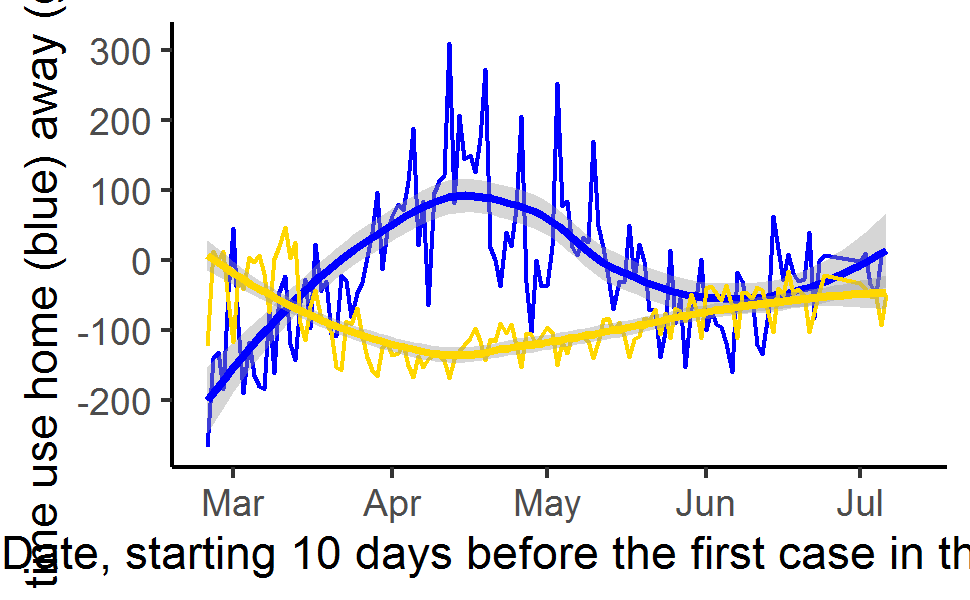 time use home (blue) away (
300
200
100
0
-100
-200
Mar Apr May Jun Jul
Date, starting 10 days before the first case in th